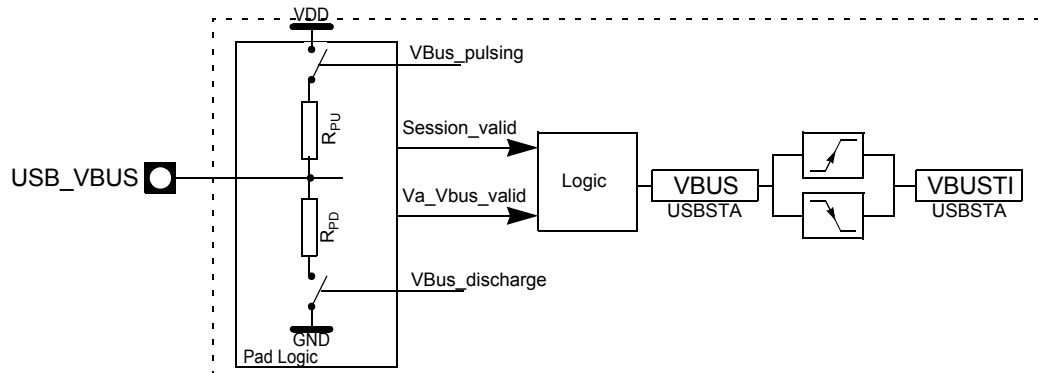 VDD
VBus_pulsing
RPU
Session_valid
USB_VBUS
Logic
VBUS
USBSTA
VBUSTI
USBSTA
Va_Vbus_valid
RPD
VBus_discharge
GND
Pad Logic